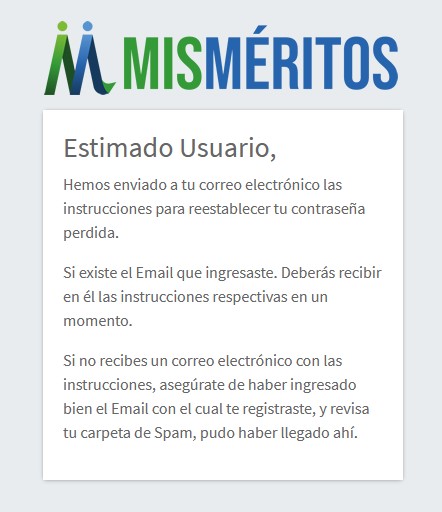 MISMÉRITOS
Estimado Usuario,
Hemos enviado a tu correo electrónico las
instrucciones para reestablecer tu contraseña
perdida.
Si existe el Email que ingresaste. Deberás recibir
en él las instrucciones respectivas en un
momento.
Si no recibes un correo electrónico con las
instrucciones, asegúrate de haber ingresado
bien el Email con el cual te registraste, y revisa
tu carpeta de Spam, pudo haber llegado ahí.